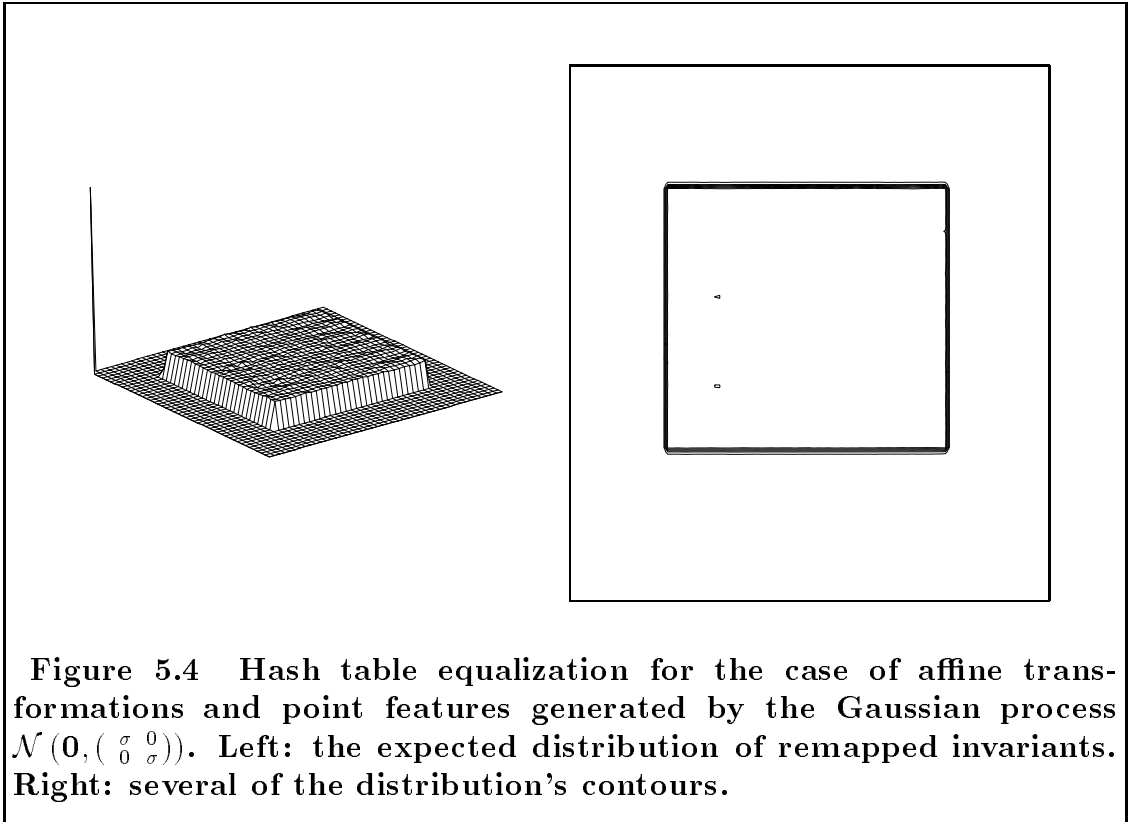 Figure 5.4 Hash table equalization for the case of affine trans-
formations and point features generated by the Gaussian process
𝒩(𝟎, ( σ 0 0 σ )). Left: the expected distribution of remapped invariants.
Right: several of the distribution's contours.